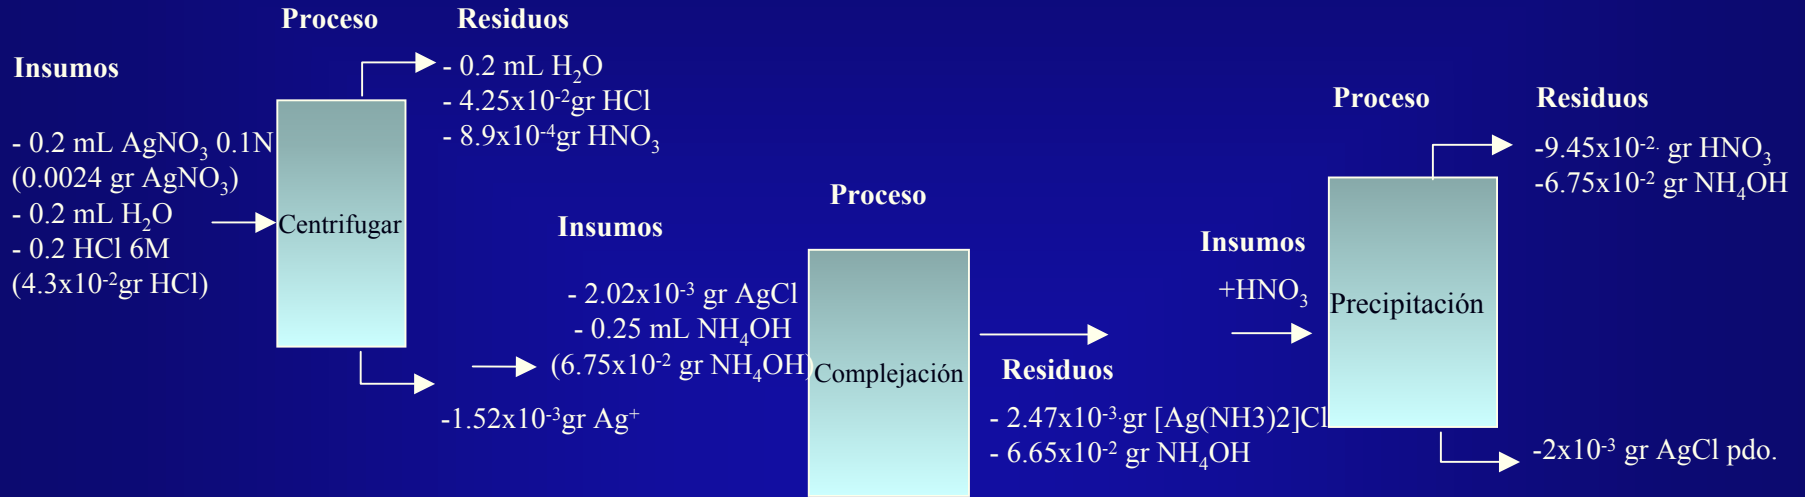 Proceso
Residuos
Insumos
- 0.2 mL H₂O
- 4.25x10⁻²gr HCl
- 8.9x10⁻⁴gr HNO₃
- 0.2 mL AgNO₃ 0.1N
(0.0024 gr AgNO₃)
- 0.2 mL H₂O
- 0.2 HCl 6M
(4.3x10⁻²gr HCl)
Centrifugar
-1.52x10⁻³gr Ag⁺
Insumos
- 2.02x10⁻³ gr AgCl
- 0.25 mL NH₄OH
(6.75x10⁻² gr NH₄OH)
Proceso
Complejación
Residuos
- 2.47x10⁻³·gr [Ag(NH3)2]Cl
- 6.65x10⁻² gr NH₄OH
Insumos
+HNO₃
Proceso
Precipitación
Residuos
-9.45x10⁻²· gr HNO₃
-6.75x10⁻² gr NH₄OH
-2x10⁻³ gr AgCl pdo.